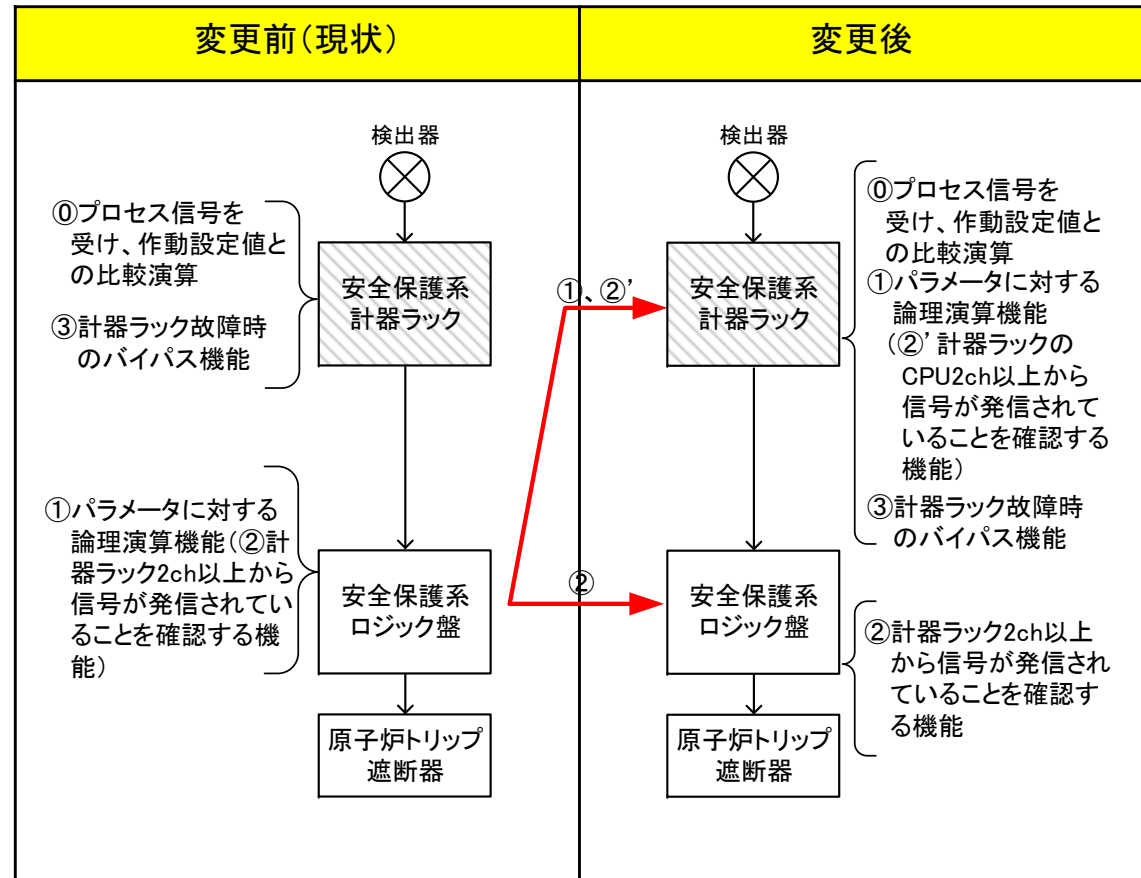 変更前(現状)
変更後
検出器
⓪プロセス信号を
受け、作動設定値と
の比較演算
③計器ラック故障時
のバイパス機能
安全保護系
計器ラック
①パラメータに対する
論理演算機能(②計
器ラック2ch以上から
信号が発信されてい
ることを確認する機
能)
安全保護系
ロジック盤
原子炉トリップ
遮断器
①、②’
②
検出器
安全保護系
計器ラック
⓪プロセス信号を
受け、作動設定値と
の比較演算
①パラメータに対する
論理演算機能
(②’計器ラックの
CPU2ch以上から
信号が発信されて
いることを確認する
機能)
③計器ラック故障時
のバイパス機能
安全保護系
ロジック盤
②計器ラック2ch以上
から信号が発信され
ていることを確認す
る機能
原子炉トリップ
遮断器